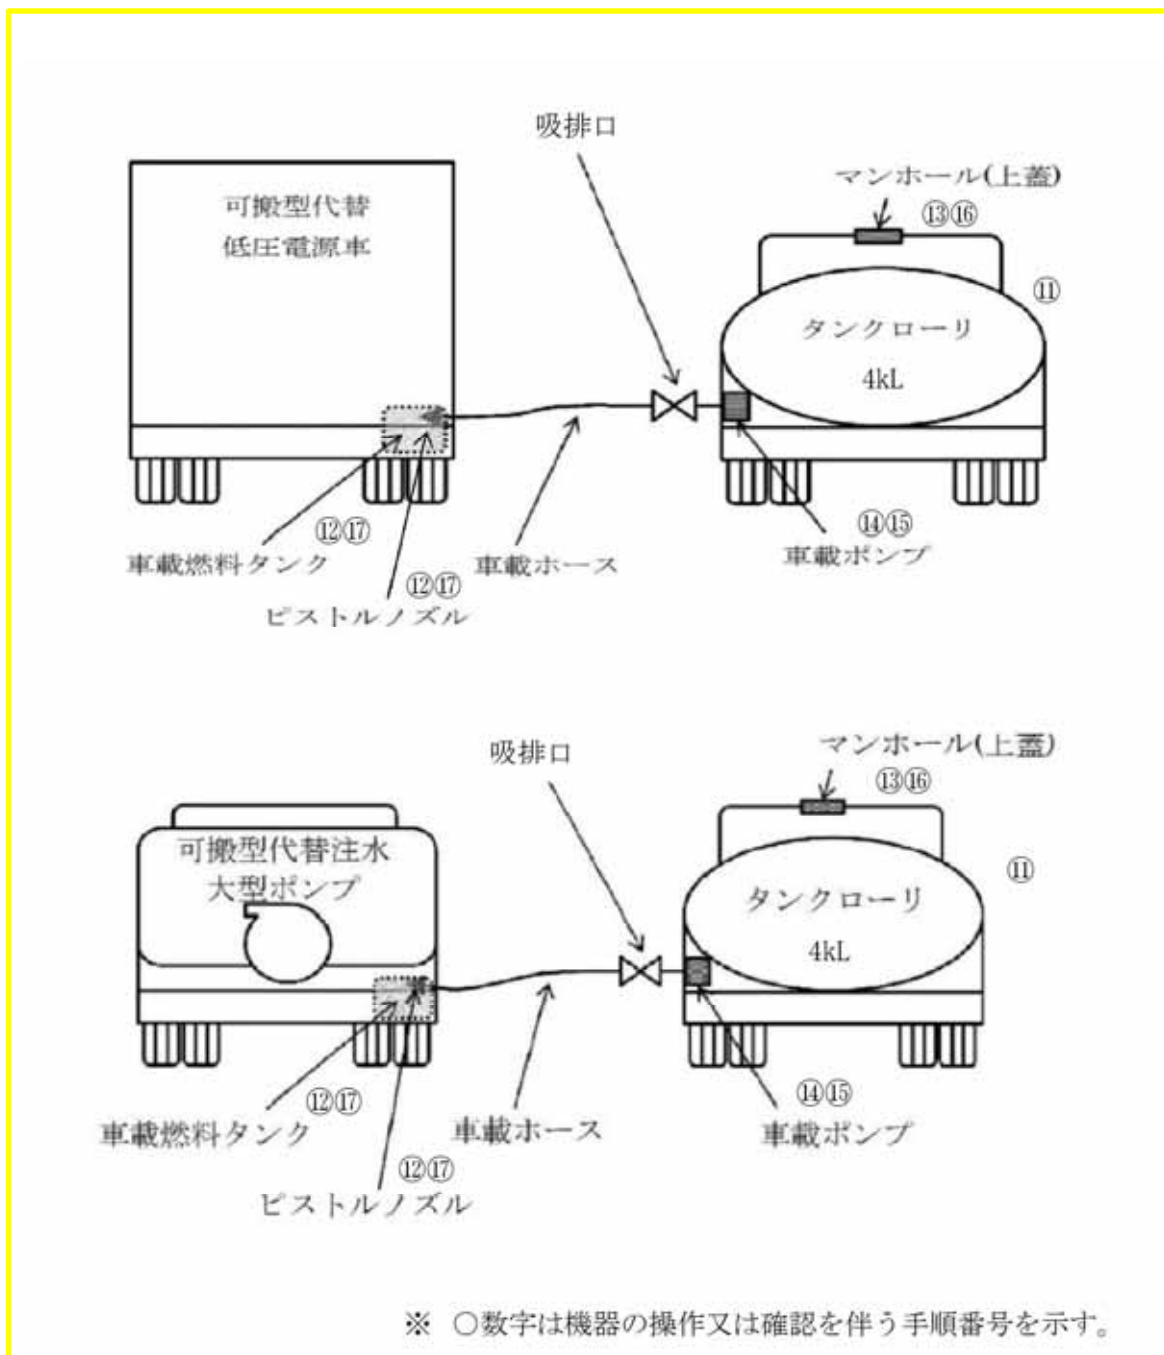 吸排口
マンホール(上蓋)
⑬⑯
可搬型代替
低圧電源車
⑪
タンクローリ
4kL
⑫⑰
車載燃料タンク
⑫⑰
ピストルノズル
車載ホース
⑭⑮
車載ポンプ
吸排口
マンホール(上蓋)
⑬⑯
可搬型代替注水
大型ポンプ
⑪
タンクローリ
4kL
⑫⑰
車載燃料タンク
⑫⑰
ピストルノズル
車載ホース
⑭⑮
車載ポンプ
※ ○数字は機器の操作又は確認を伴う手順番号を示す。